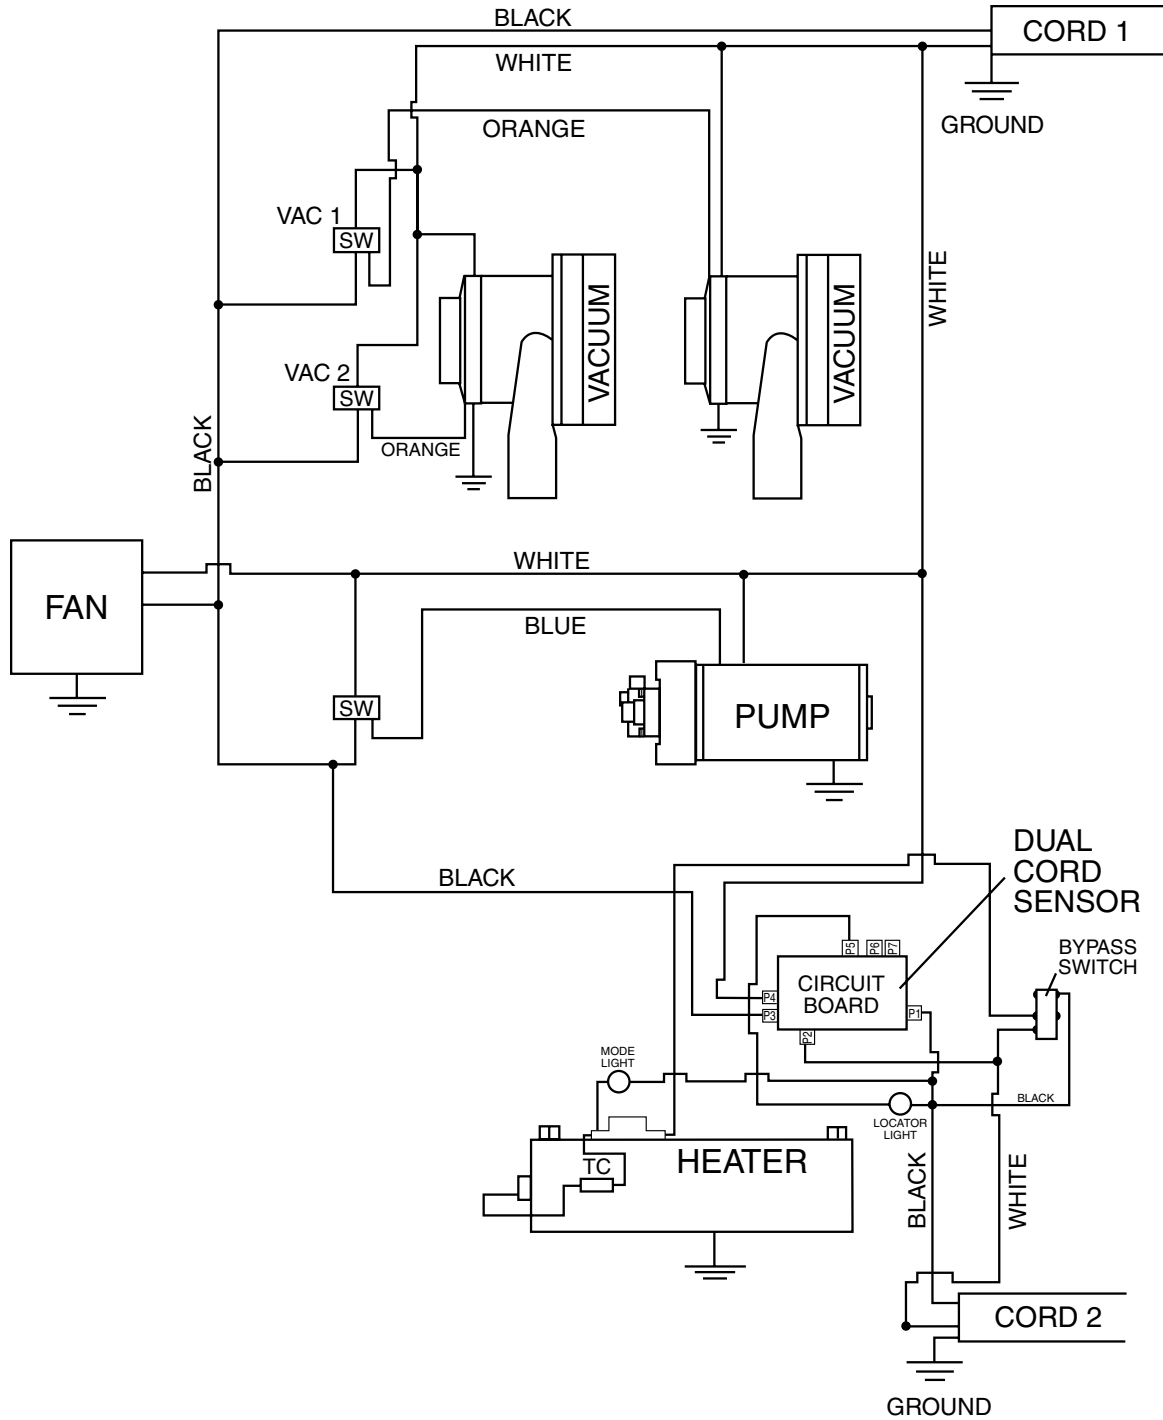 BLACK
CORD 1
WHITE
ORANGE
GROUND
VAC 1
SW
WHITE
VACUUM
VACUUM
VAC 2
SW
ORANGE
BLACK
WHITE
FAN
BLUE
SW
PUMP
DUAL
CORD
SENSOR
BLACK
BYPASS
SWITCH
P5
P6
P7
CIRCUIT
BOARD
P4
P3
P1
P2
MODE
LIGHT
BLACK
LOCATOR
LIGHT
HEATER
TC
BLACK
WHITE
CORD 2
GROUND